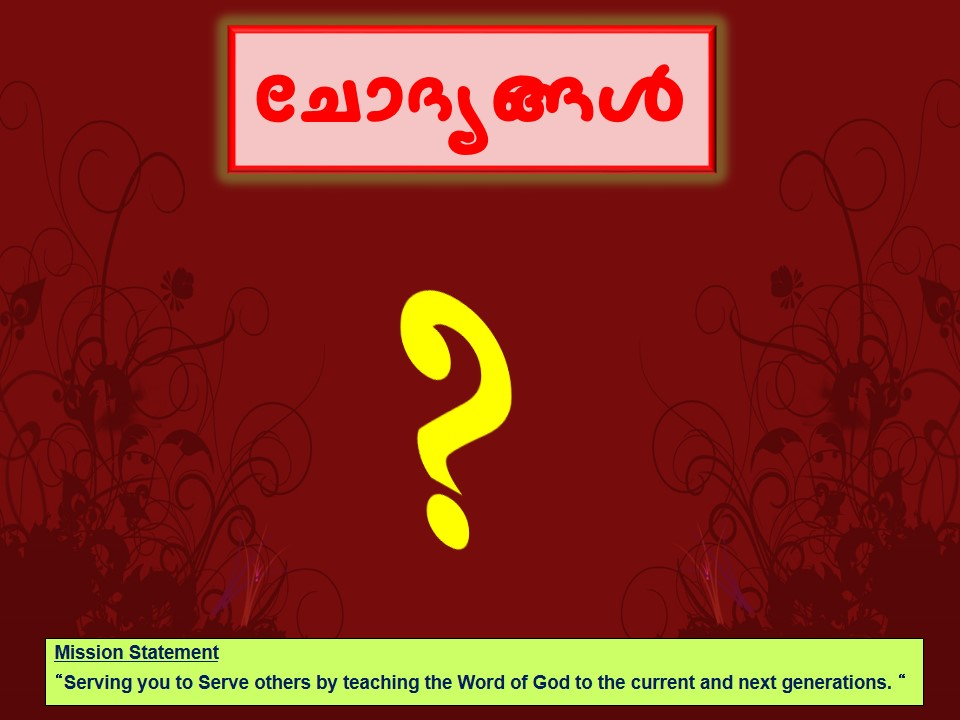 ചോദ്യങ്ങൾ
?
Mission Statement
“Serving you to Serve others by teaching the Word of God to the current and next generations. “